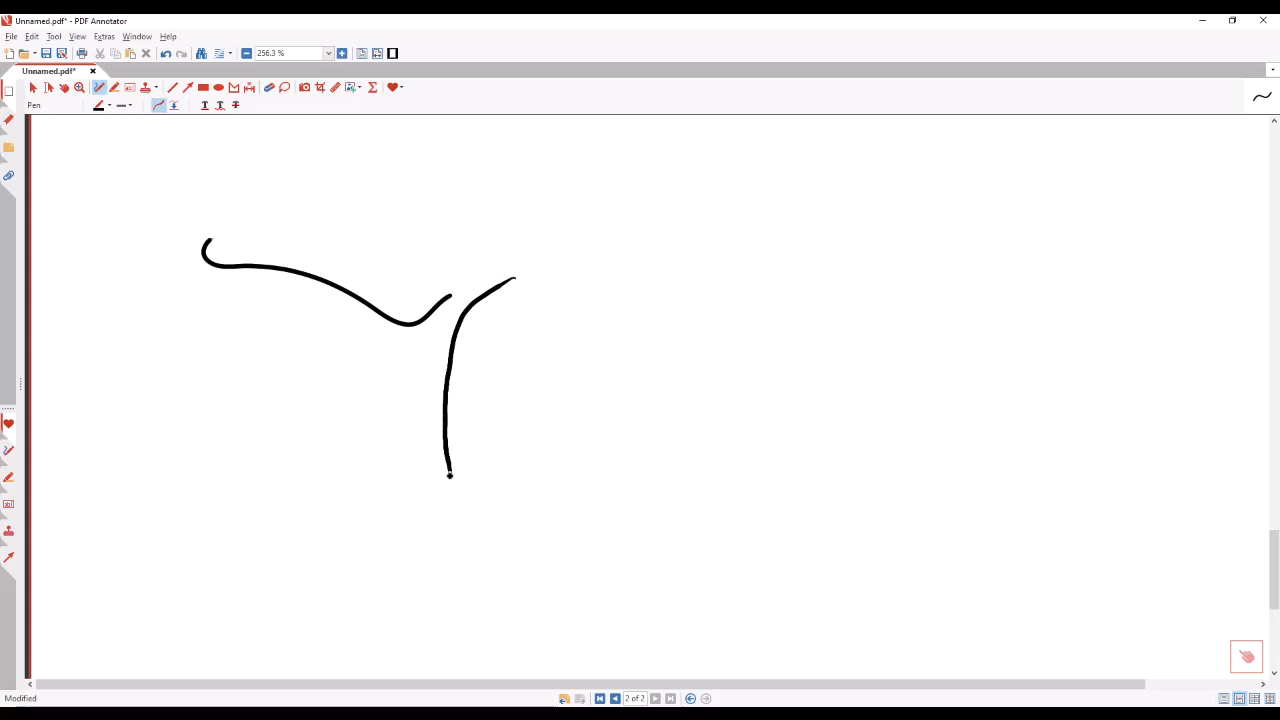 Unnamed.pdf* - PDF Annotator
File Edit Tool View Extras Window Help
256.3 %
Unnamed.pdf*
Pen
Modified
2 of 2